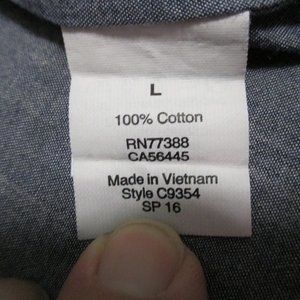 L
100% Cotton
RN77388
CA56445
Made in Vietnam
Style C9354
SP 16